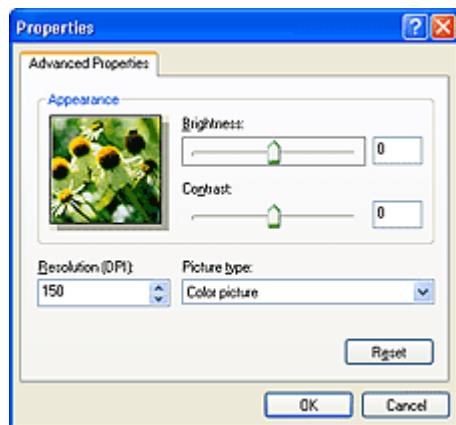 Properties
Advanced Properties
Appearance
Brightness:
0
Contrast:
0
Resolution (DPI):
Picture type:
150
Color picture
Reset
OK
Cancel